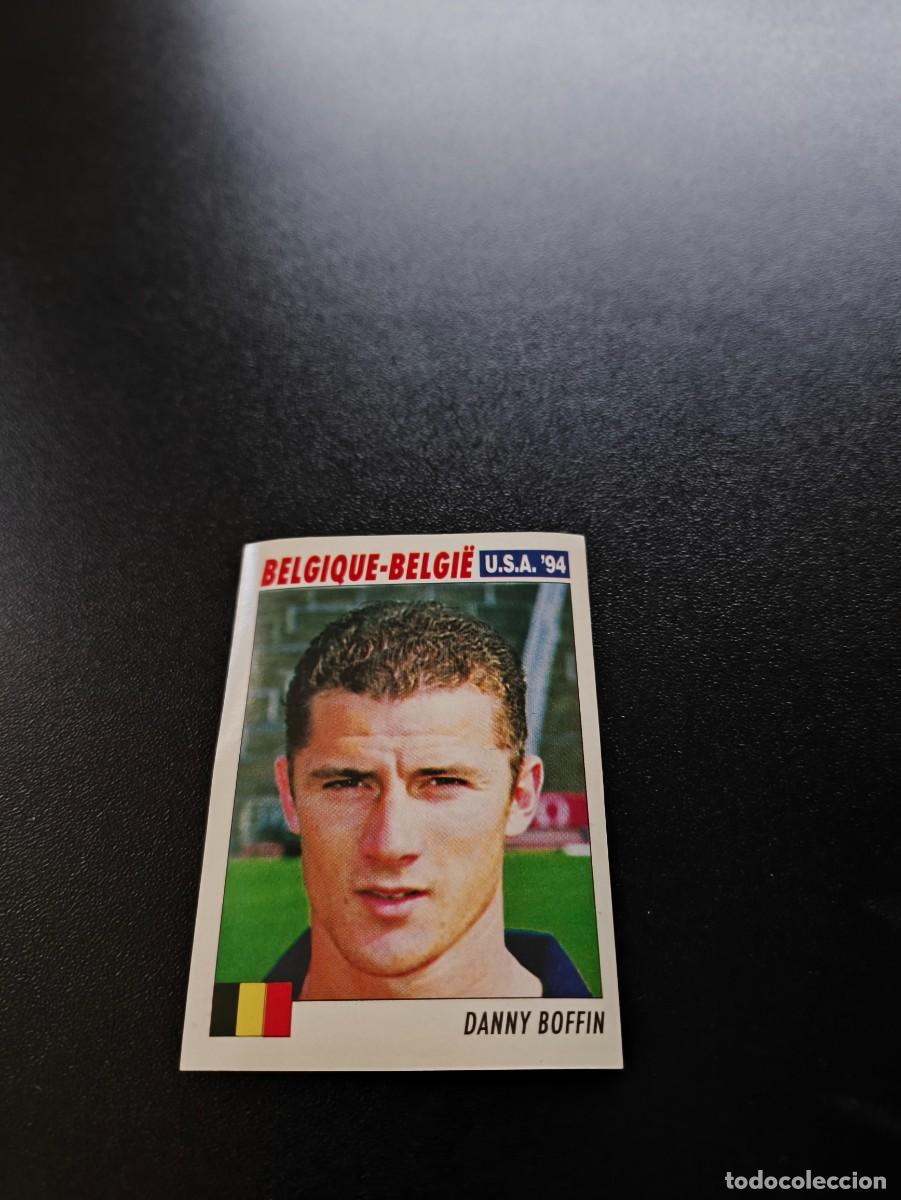 BELGIQUE-BELGIË U.S.A. '94
DANNY BOFFIN
todocoleccion